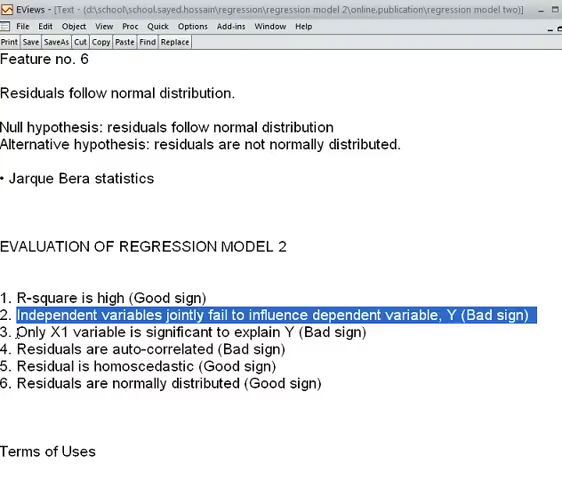 EViews - [Text - (d:\school\school.sayed.hossain\regression\regression model 2\online.publication\regression model two)]
File Edit Object View Proc Quick Options Add-ins Window Help
Print Save SaveAs Cut Copy Paste Find Replace
Feature no. 6
Residuals follow normal distribution.
Null hypothesis: residuals follow normal distribution
Alternative hypothesis: residuals are not normally distributed.
• Jarque Bera statistics
EVALUATION OF REGRESSION MODEL 2
1. R-square is high (Good sign)
2. Independent variables jointly fail to influence dependent variable, Y (Bad sign)
3. Only X1 variable is significant to explain Y (Bad sign)
4. Residuals are auto-correlated (Bad sign)
5. Residual is homoscedastic (Good sign)
6. Residuals are normally distributed (Good sign)
Terms of Uses